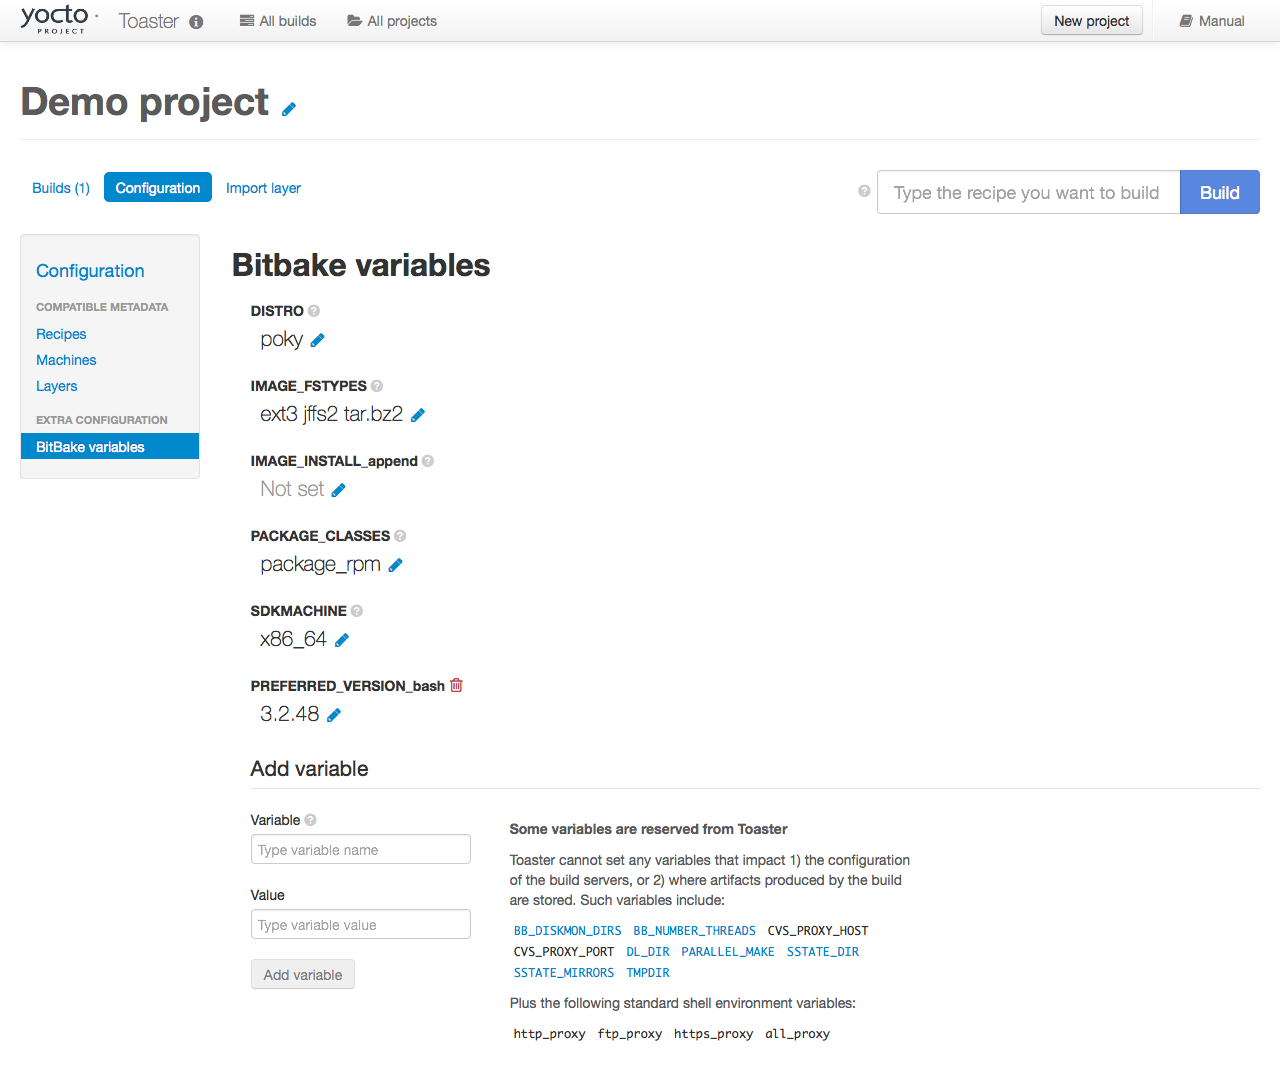 yocto PROJECT Toaster All builds All projects New project Manual
Demo project
Builds (1) Configuration Import layer Type the recipe you want to build Build
Configuration
COMPATIBLE METADATA
Recipes
Machines
Layers
EXTRA CONFIGURATION
BitBake variables
Bitbake variables
DISTRO
poky
IMAGE_FSTYPES
ext3 jffs2 tar.bz2
IMAGE_INSTALL_append
Not set
PACKAGE_CLASSES
package_rpm
SDKMACHINE
x86_64
PREFERRED_VERSION_bash
3.2.48
Add variable
Variable
Type variable name
Value
Type variable value
Add variable
Some variables are reserved from Toaster
Toaster cannot set any variables that impact 1) the configuration
of the build servers, or 2) where artifacts produced by the build
are stored. Such variables include:
BB_DISKMON_DIRS BB_NUMBER_THREADS CVS_PROXY_HOST
CVS_PROXY_PORT DL_DIR PARALLEL_MAKE SSTATE_DIR
SSTATE_MIRRORS TMPDIR
Plus the following standard shell environment variables:
http_proxy ftp_proxy https_proxy all_proxy